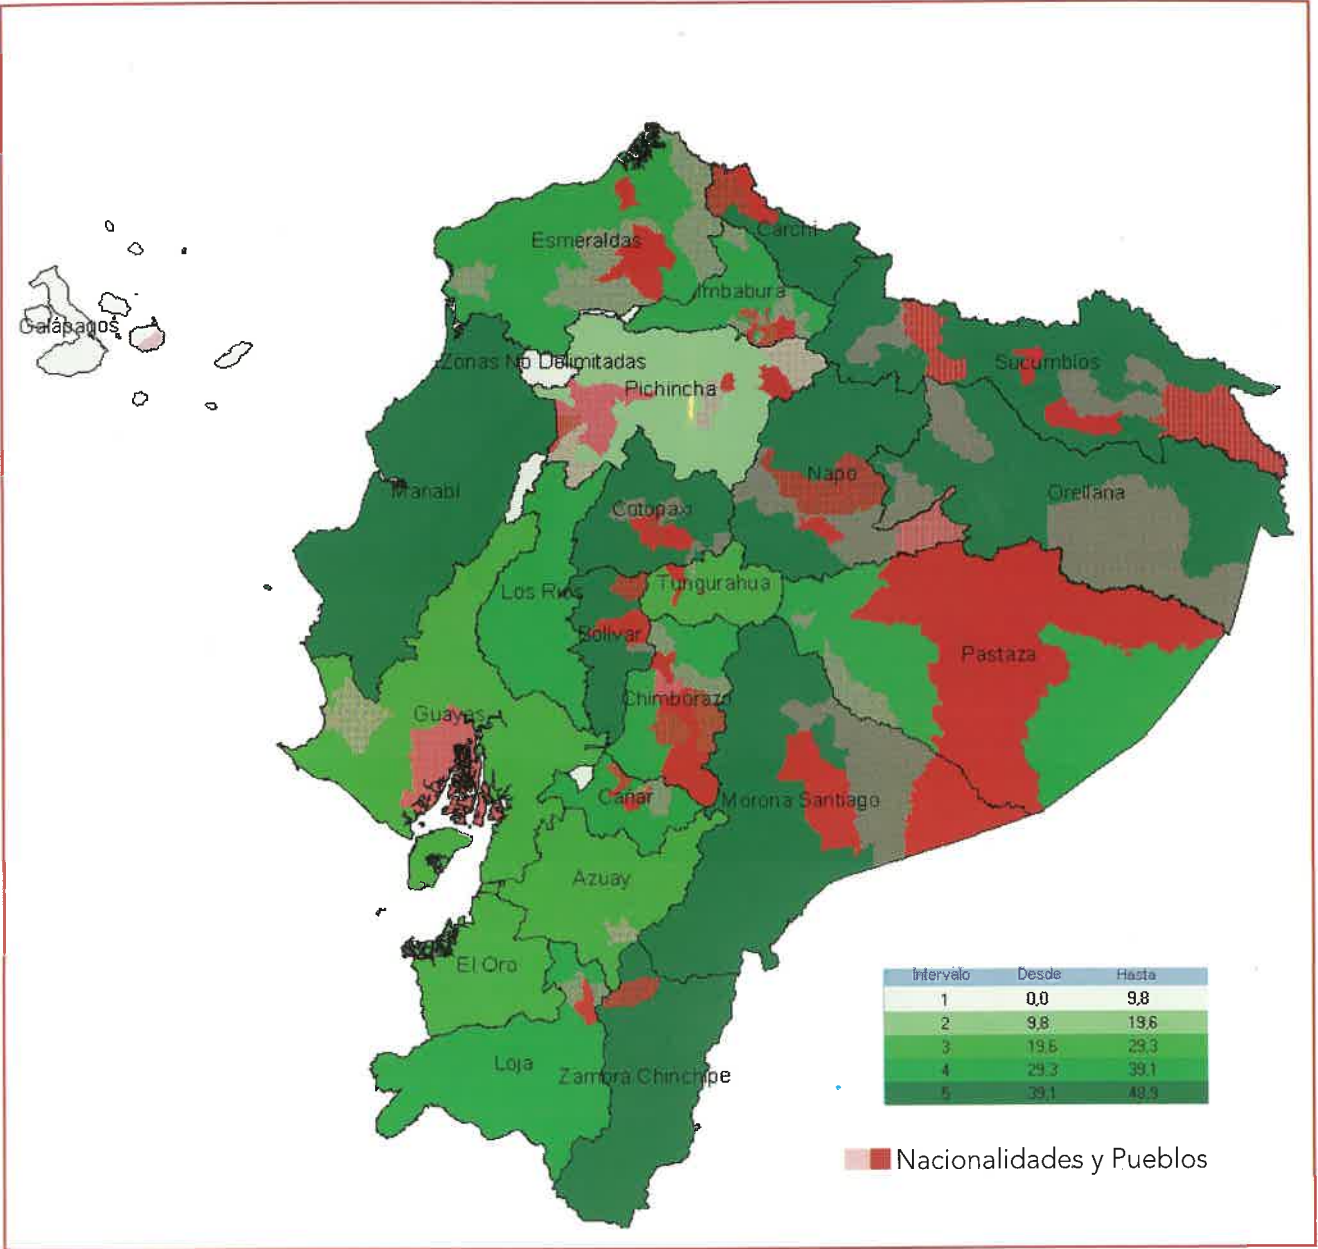 Carchi
Esmeraldas
Imbabura
Galápagos
Zonas No Delimitadas
Sucumbíos
Pichincha
Napo
Manabí
Orellana
Cotopaxi
Tungurahua
Los Ríos
Bolívar
Pastaza
Chimborazo
Guayas
Cañar
Morona Santiago
Azuay
El Oro
Loja
Zamora Chinchipe
Intervalo Desde Hasta
1 0,0 9,8
2 9,8 19,6
3 19,6 29,3
4 29,3 39,1
5 39,1 48,9
Nacionalidades y Pueblos